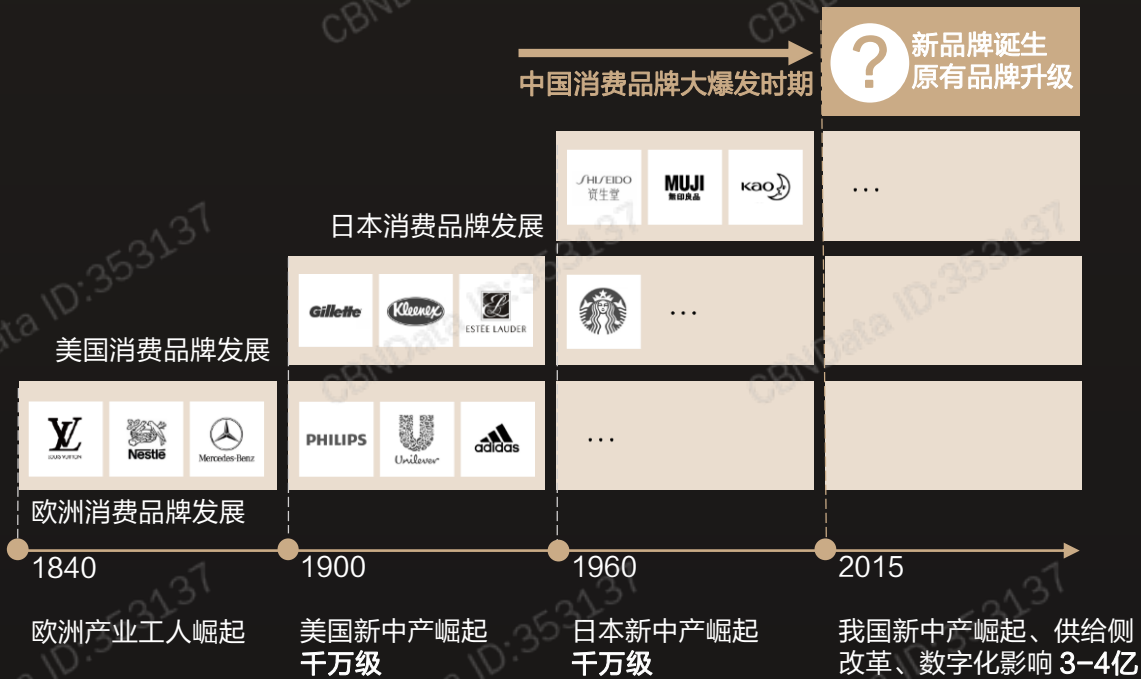 新品牌诞生
原有品牌升级
中国消费品牌大爆发时期
SHISEIDO
资生堂
MUJI
無印良品
Kao
...
日本消费品牌发展
Gillette
Kleenex
ESTĒE LAUDER
...
美国消费品牌发展
LOUIS VUITTON
Nestlé
Mercedes-Benz
PHILIPS
Unilever
adidas
...
欧洲消费品牌发展
1840
1900
1960
2015
欧洲产业工人崛起
美国新中产崛起
千万级
日本新中产崛起
千万级
我国新中产崛起、供给侧
改革、数字化影响 3-4亿
CBNData ID:353137